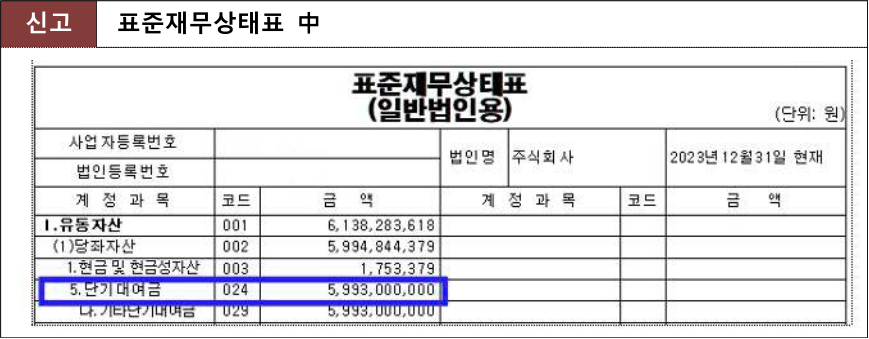 신고 표준재무상태표 中
표준재무상태표
(일반법인용)
(단위: 원)
사업자등록번호
법인명 주식회사 2023년12월31일 현재
법인등록번호
계 정 과 목 코드 금 액 계 정 과 목 코드 금 액
Ⅰ.유동자산 001 6,138,283,618
(1)당좌자산 002 5,994,844,379
1.현금 및 현금성자산 003 1,753,379
5.단기대여금 024 5,993,000,000
나.기타단기대여금 029 5,993,000,000